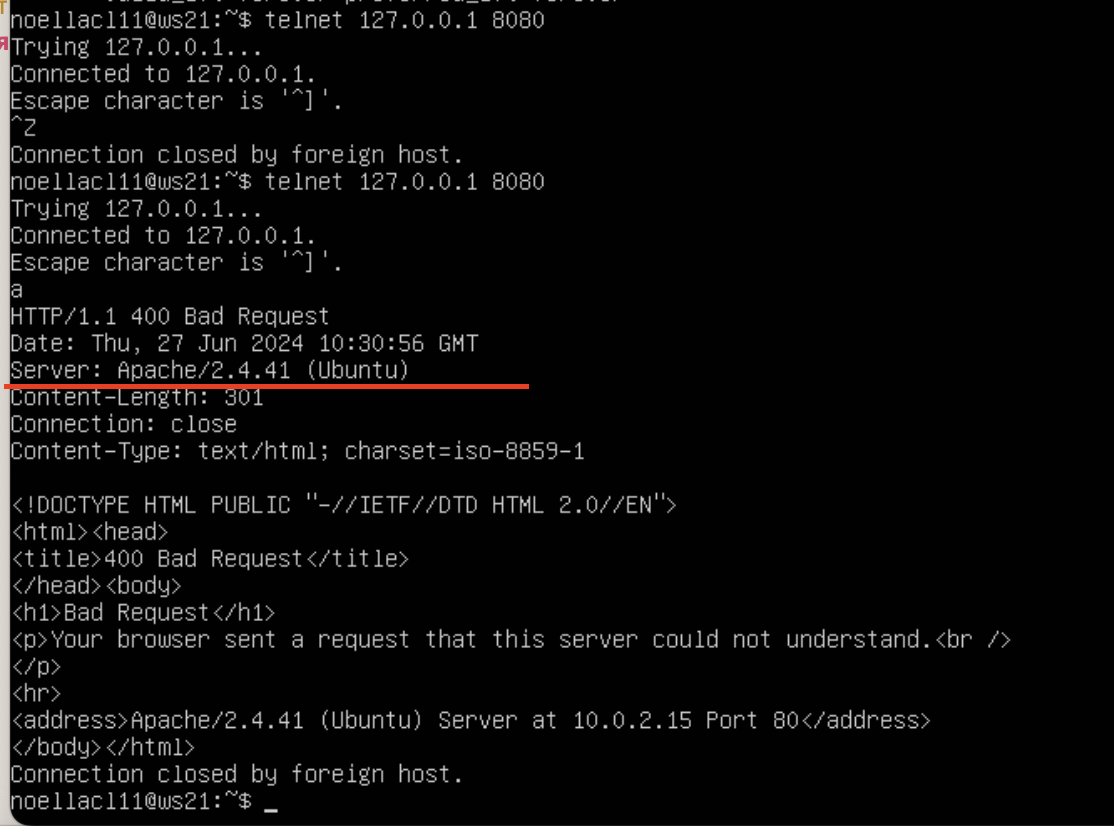 noellacl11@ws21:~$ telnet 127.0.0.1 8080
Trying 127.0.0.1...
Connected to 127.0.0.1.
Escape character is '^]'.
^Z
Connection closed by foreign host.
noellacl11@ws21:~$ telnet 127.0.0.1 8080
Trying 127.0.0.1...
Connected to 127.0.0.1.
Escape character is '^]'.
a
HTTP/1.1 400 Bad Request
Date: Thu, 27 Jun 2024 10:30:56 GMT
Server: Apache/2.4.41 (Ubuntu)
Content-Length: 301
Connection: close
Content-Type: text/html; charset=iso-8859-1

<!DOCTYPE HTML PUBLIC "-//IETF//DTD HTML 2.0//EN">
<html><head>
<title>400 Bad Request</title>
</head><body>
<h1>Bad Request</h1>
<p>Your browser sent a request that this server could not understand.<br />
</p>
<hr>
<address>Apache/2.4.41 (Ubuntu) Server at 10.0.2.15 Port 80</address>
</body></html>
Connection closed by foreign host.
noellacl11@ws21:~$ _